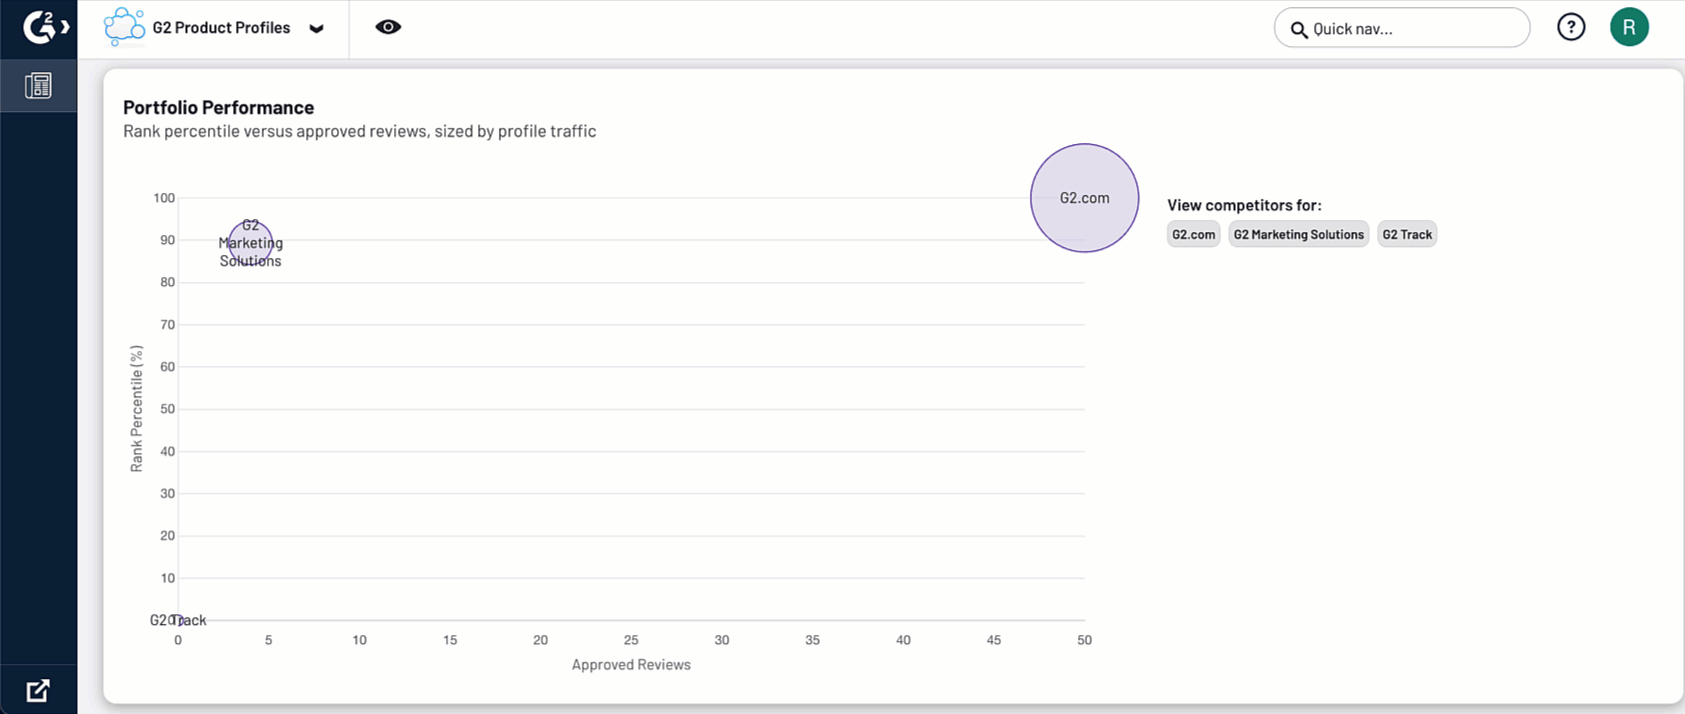 G2 Product Profiles
Quick nav...
?
R
Portfolio Performance
Rank percentile versus approved reviews, sized by profile traffic
100
90
80
70
60
50
40
30
20
10
0
Rank Percentile (%)
G2
Marketing
Solutions
G2.com
G2 Track
0 5 10 15 20 25 30 35 40 45 50
Approved Reviews
View competitors for:
G2.com G2 Marketing Solutions G2 Track